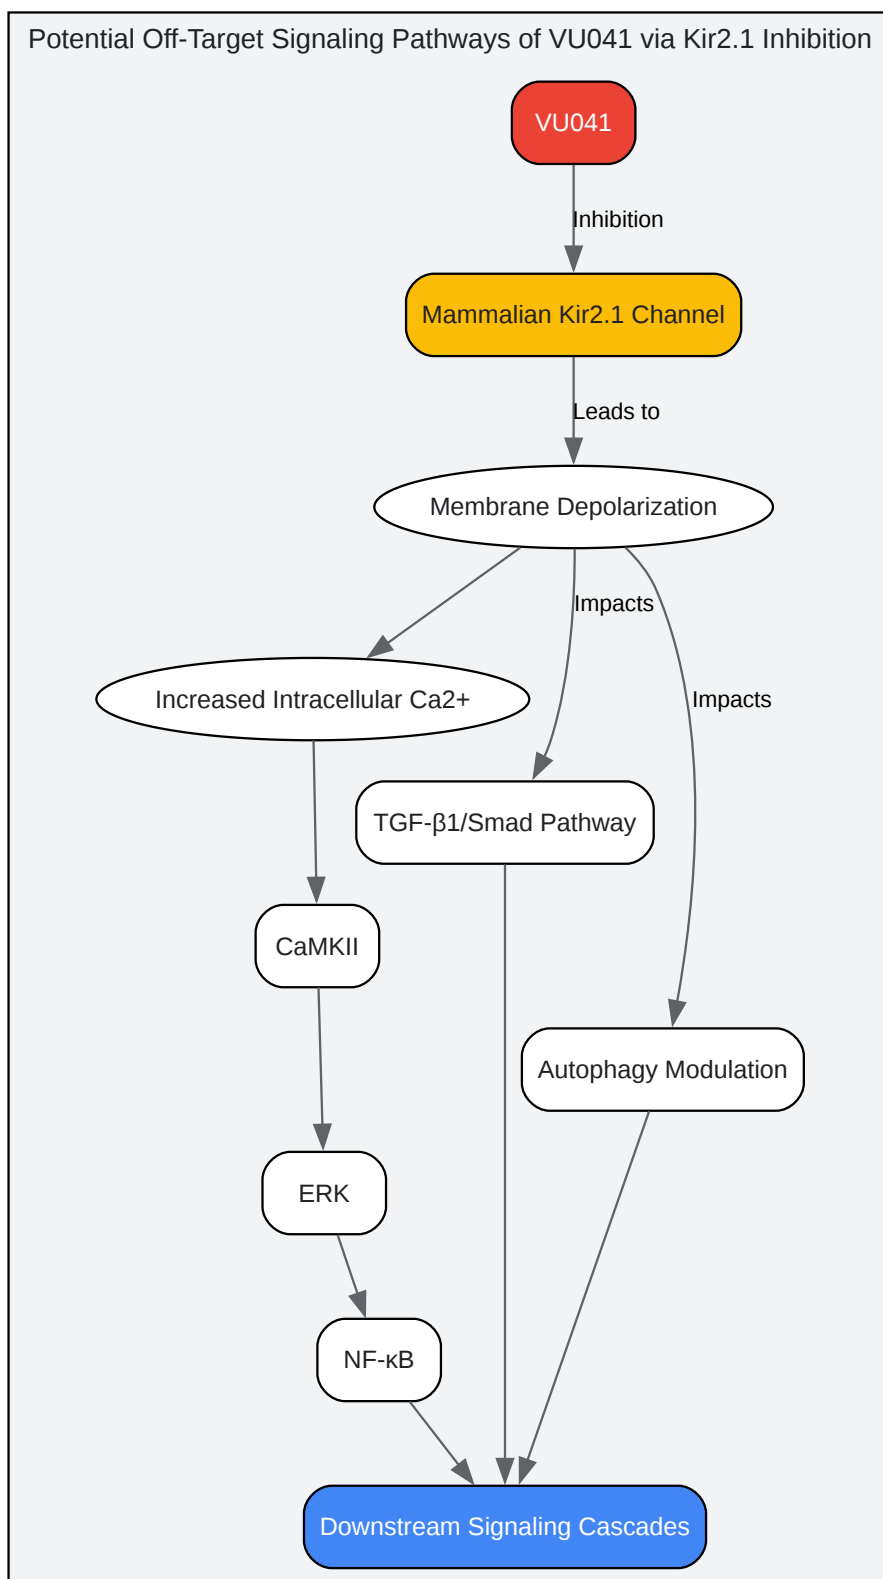 Potential Off-Target Signaling Pathways of VU041 via Kir2.1 Inhibition
VU041
Inhibition
Mammalian Kir2.1 Channel
Leads to
Membrane Depolarization
Impacts
Increased Intracellular Ca2+
Impacts
TGF-β1/Smad Pathway
CaMKII
Autophagy Modulation
ERK
NF-κB
Downstream Signaling Cascades